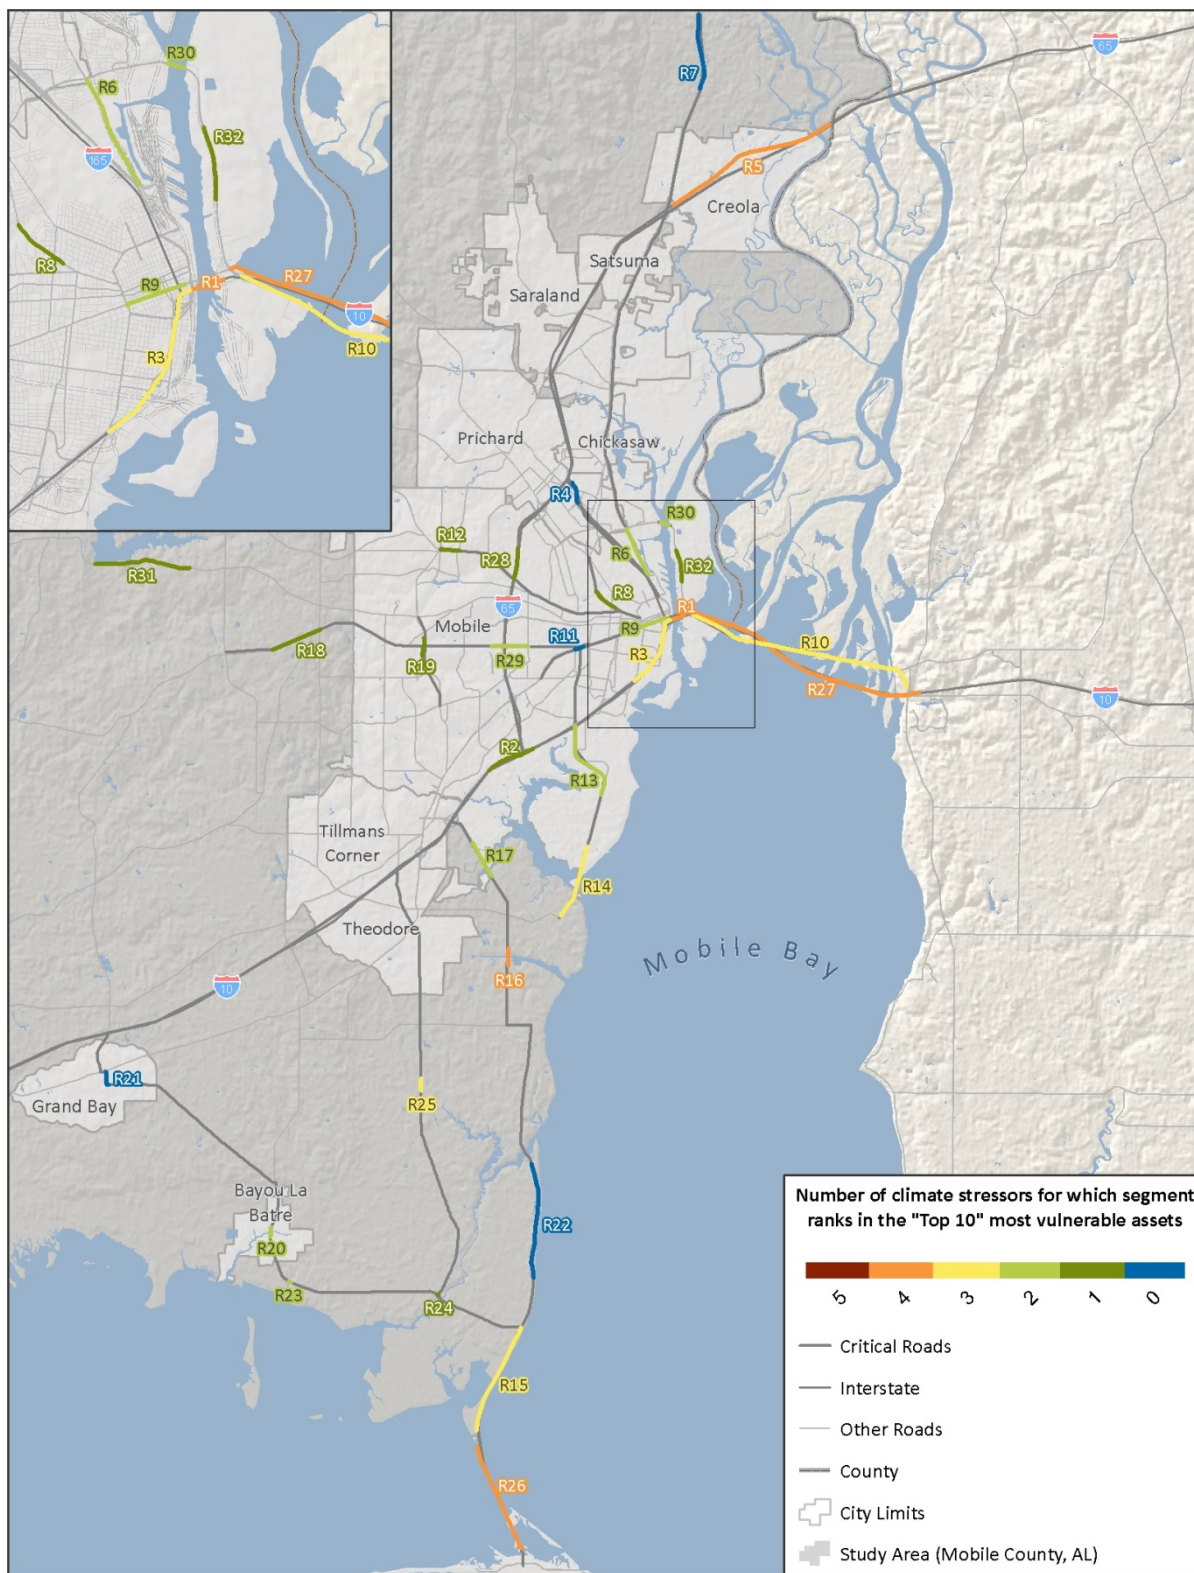 R30
R6
165
R32
R8
R9
R1
R27
10
R3
R10
R7
65
R5
Creola
Satsuma
Saraland
Prichard
Chickasaw
R4
R30
R12
R28
R6
R31
R32
R8
65
R1
Mobile
R9
R11
R10
R18
R19
R29
R3
R27
10
R2
R13
Tillmans
Corner
R17
R14
Theodore
Mobile Bay
R16
10
R21
Grand Bay
R25
Bayou La
Batre
R22
R20
R23
R24
R15
R26
Number of climate stressors for which segment
ranks in the "Top 10" most vulnerable assets
5 4 3 2 1 0
Critical Roads
Interstate
Other Roads
County
City Limits
Study Area (Mobile County, AL)